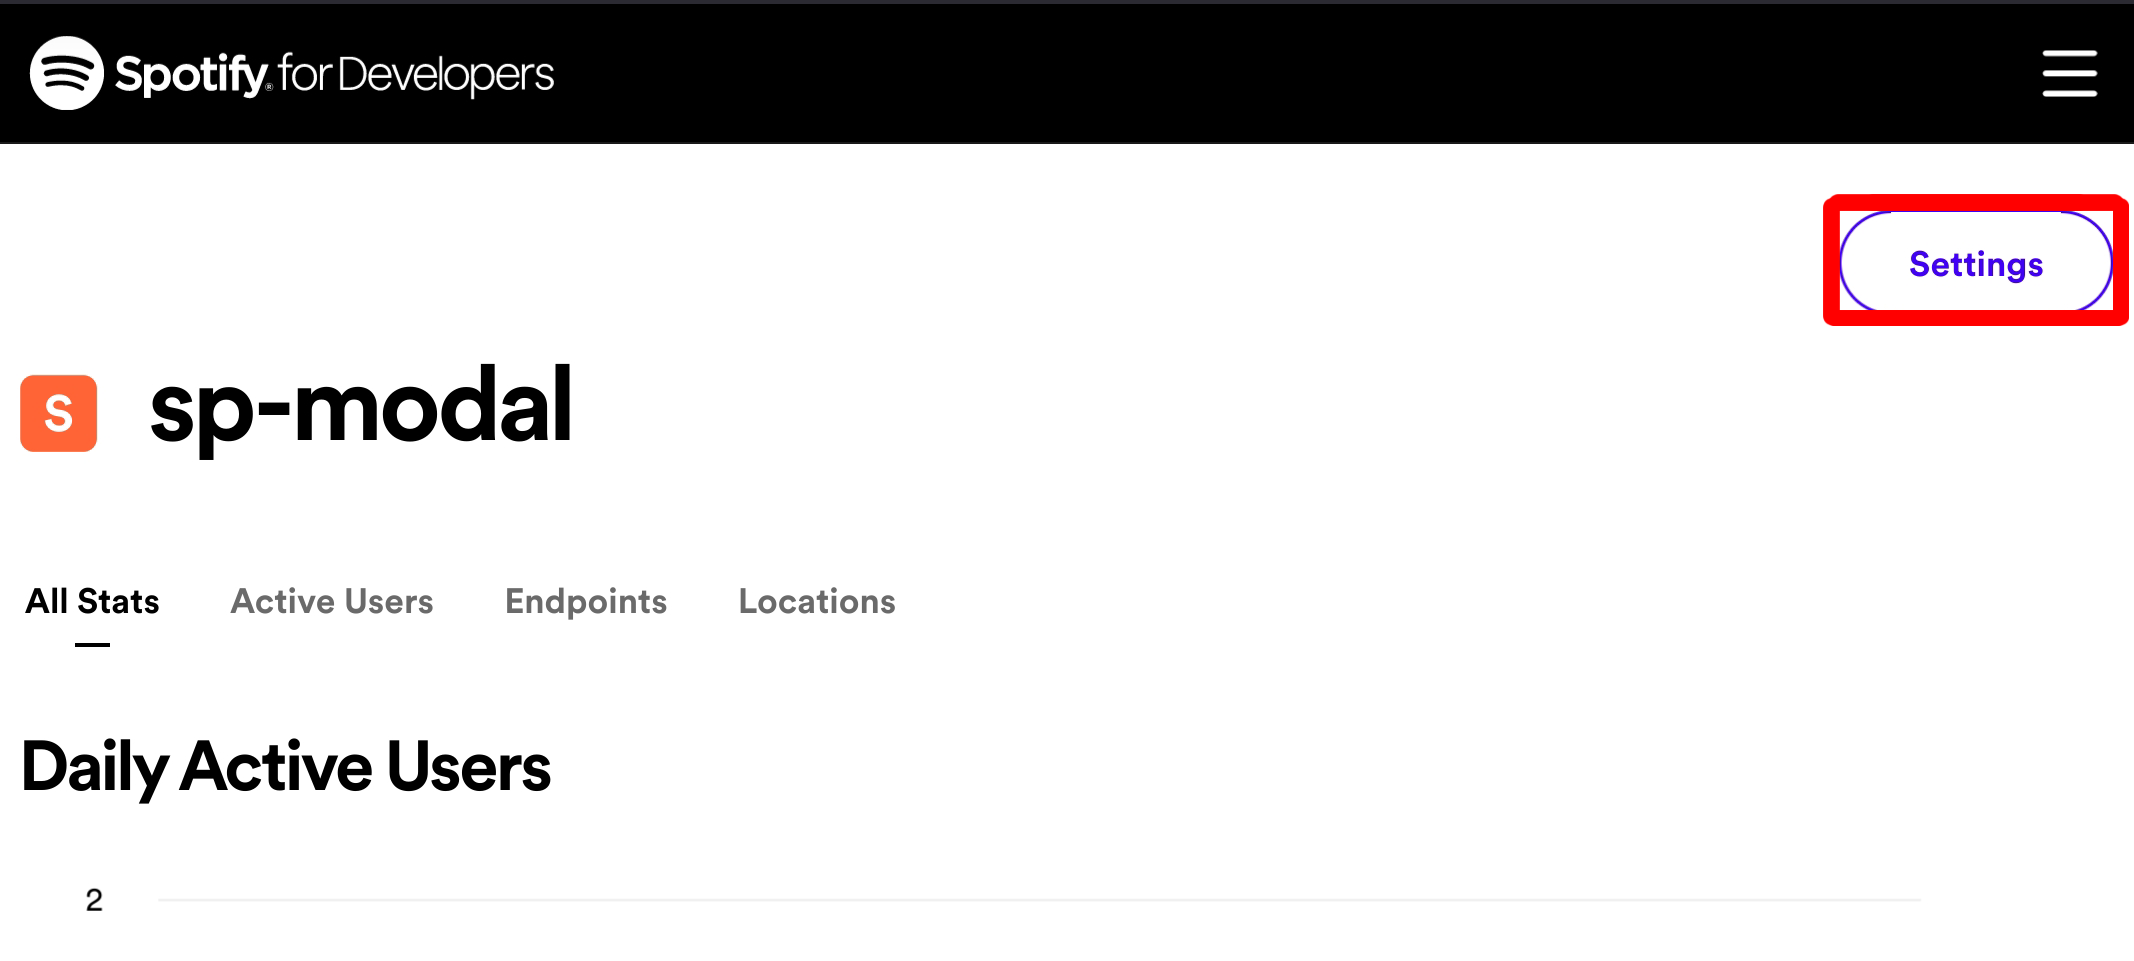 Spotify® for Developers
Settings
S sp-modal
All Stats Active Users Endpoints Locations
Daily Active Users
2